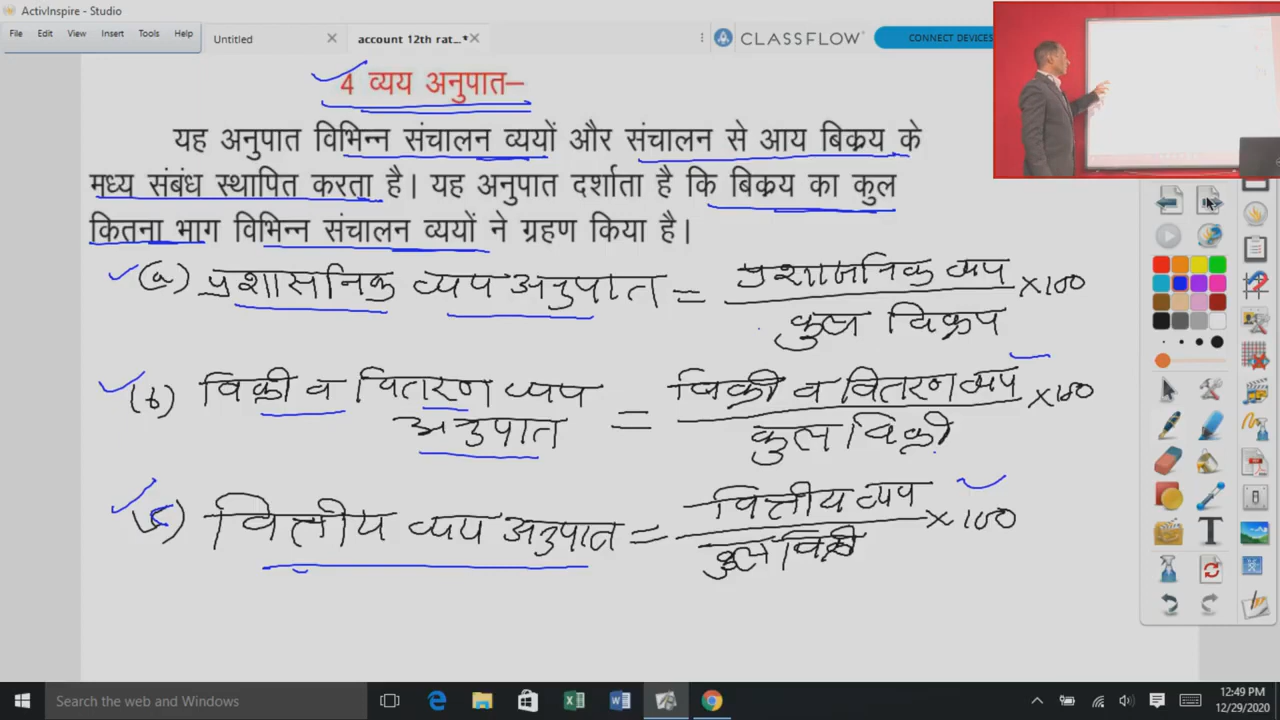 ActivInspire - Studio
File Edit View Insert Tools Help
Untitled
account 12th rat...*
CLASSFLOW
CONNECT DEVICES
4 व्यय अनुपात–
यह अनुपात विभिन्न संचालन व्ययों और संचालन से आय बिक्रय के
मध्य संबंध स्थापित करता है। यह अनुपात दर्शाता है कि बिक्रय का कुल
कितना भाग विभिन्न संचालन व्ययों ने ग्रहण किया है।
(a) प्रशासनिक व्यय अनुपात = प्रशासनिक व्यय ×100
कुल विक्रय
(b) विक्री व वितरण व्यय
अनुपात = विक्री व वितरण व्यय ×100
कुल विक्री
(c) वित्तीय व्यय अनुपात = वित्तीय व्यय ×100
कुल विक्री
Search the web and Windows
12:49 PM
12/29/2020